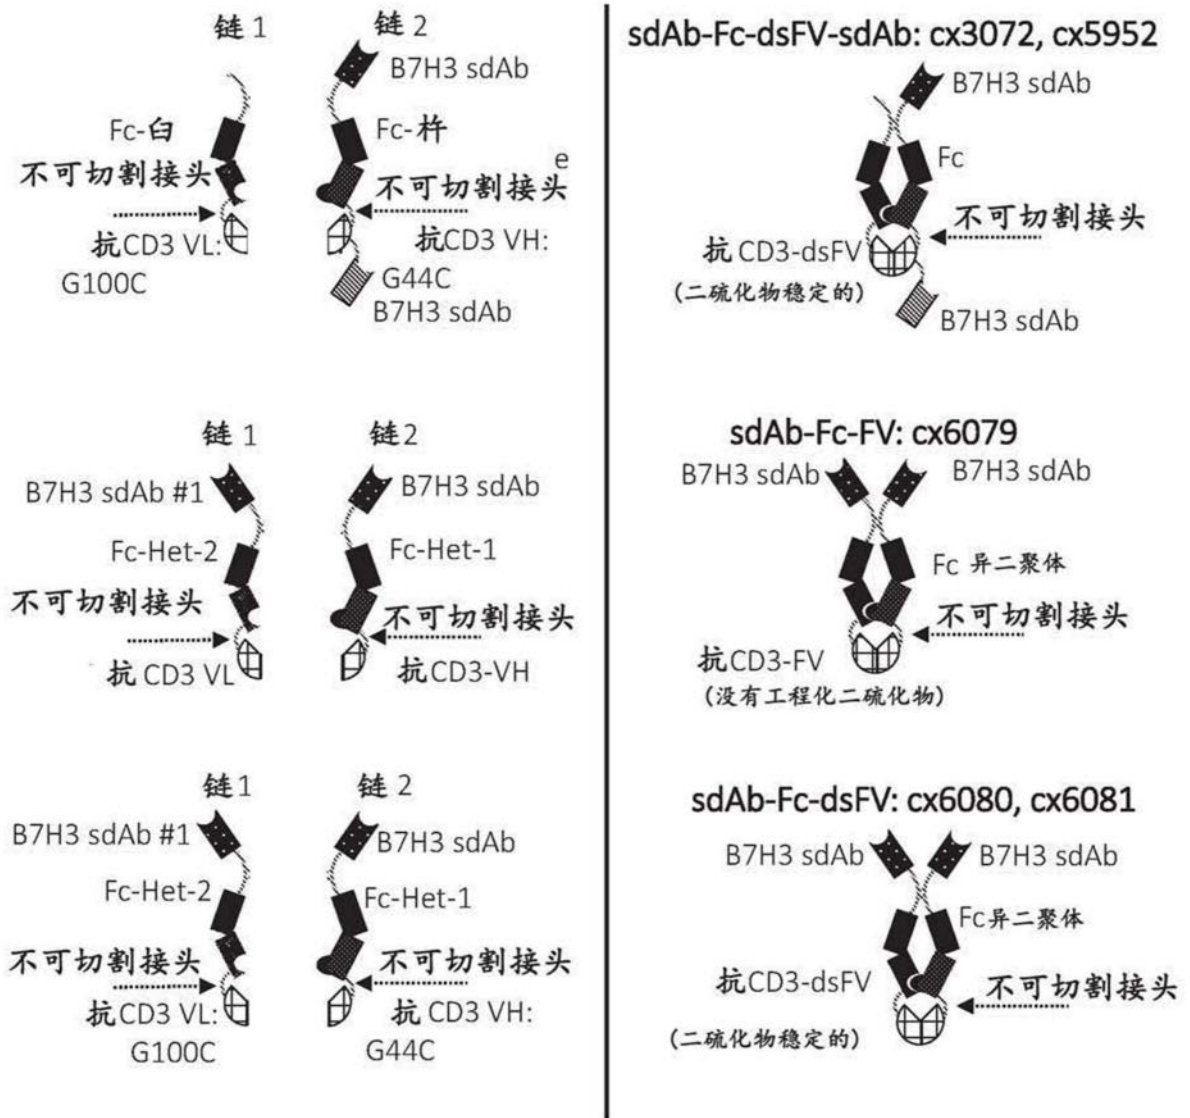 链 1
链 2
B7H3 sdAb
Fc-臼
Fc-杵
e
不可切割接头
不可切割接头
抗CD3 VL:
G100C
抗CD3 VH:
G44C
B7H3 sdAb
sdAb-Fc-dsFV-sdAb: cx3072, cx5952
B7H3 sdAb
Fc
不可切割接头
抗CD3-dsFV
(二硫化物稳定的)
B7H3 sdAb
链 1
链2
B7H3 sdAb #1
B7H3 sdAb
Fc-Het-2
Fc-Het-1
不可切割接头
不可切割接头
抗 CD3 VL
抗CD3-VH
sdAb-Fc-FV: cx6079
B7H3 sdAb
B7H3 sdAb
Fc 异二聚体
不可切割接头
抗CD3-FV
(没有工程化二硫化物)
链1
链 2
B7H3 sdAb #1
B7H3 sdAb
Fc-Het-2
Fc-Het-1
不可切割接头
不可切割接头
抗CD3 VL:
G100C
抗 CD3 VH:
G44C
sdAb-Fc-dsFV: cx6080, cx6081
B7H3 sdAb
B7H3 sdAb
Fc异二聚体
抗CD3-dsFV
不可切割接头
(二硫化物稳定的)